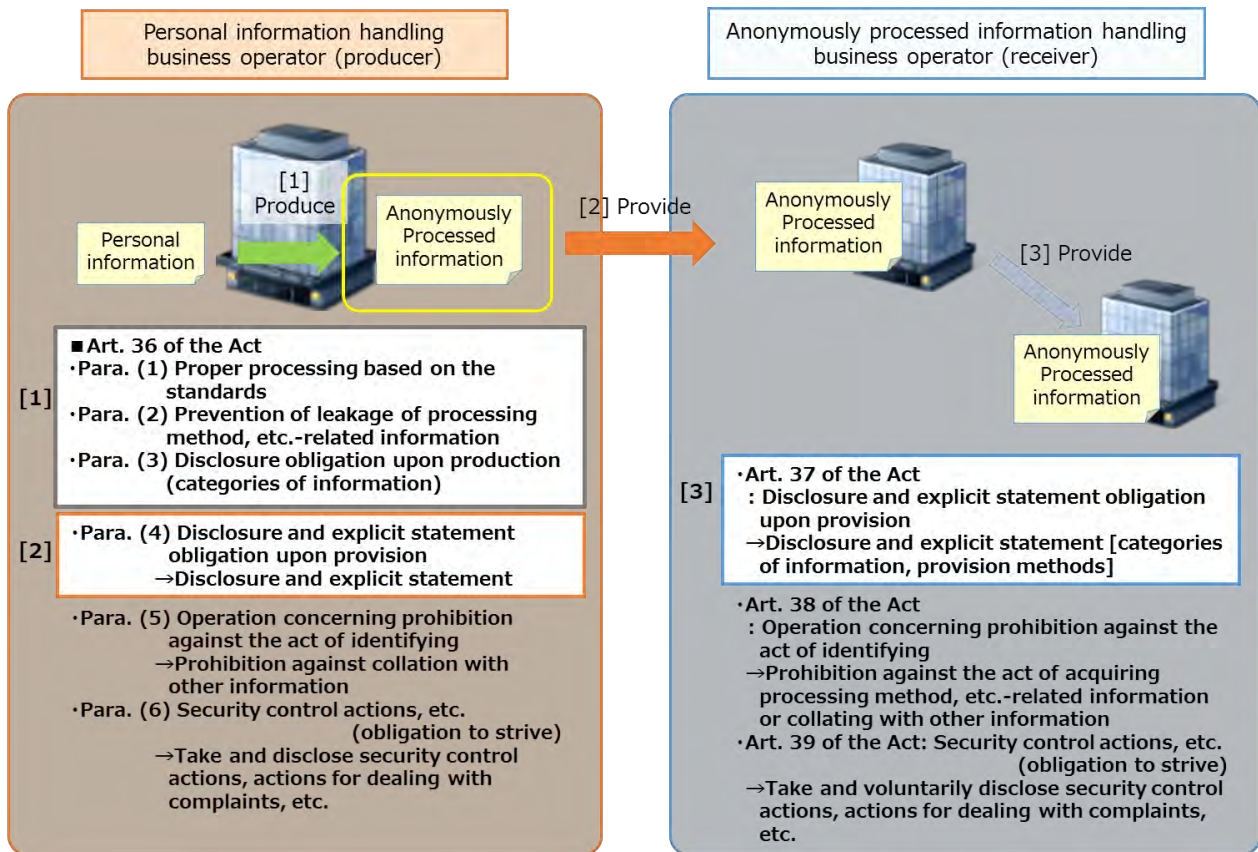 Personal information handling
business operator (producer)
Anonymously processed information handling
business operator (receiver)
[1]
Produce
Personal
information
Anonymously
Processed
information
[2] Provide
Anonymously
Processed
information
[3] Provide
Anonymously
Processed
information
[1]
■Art. 36 of the Act
・Para. (1) Proper processing based on the
standards
・Para. (2) Prevention of leakage of processing
method, etc.-related information
・Para. (3) Disclosure obligation upon production
(categories of information)
[2]
・Para. (4) Disclosure and explicit statement
obligation upon provision
→Disclosure and explicit statement
・Para. (5) Operation concerning prohibition
against the act of identifying
→Prohibition against collation with
other information
・Para. (6) Security control actions, etc.
(obligation to strive)
→Take and disclose security control
actions, actions for dealing with
complaints, etc.
[3]
・Art. 37 of the Act
: Disclosure and explicit statement obligation
upon provision
→Disclosure and explicit statement [categories
of information, provision methods]
・Art. 38 of the Act
: Operation concerning prohibition against the
act of identifying
→Prohibition against the act of acquiring
processing method, etc.-related information
or collating with other information
・Art. 39 of the Act: Security control actions, etc.
(obligation to strive)
→Take and voluntarily disclose security control
actions, actions for dealing with complaints,
etc.